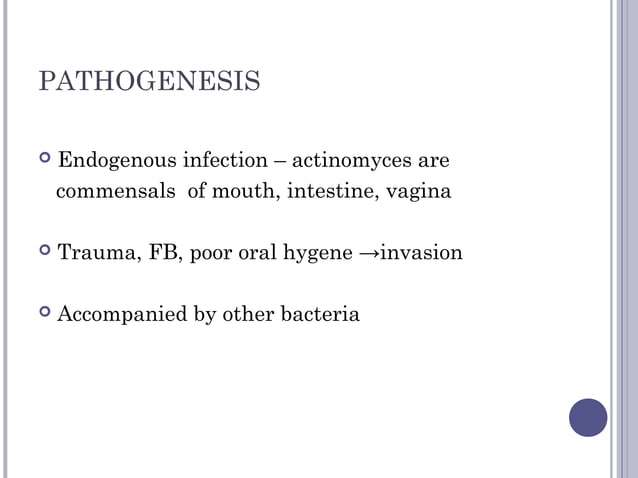 PATHOGENESIS
Endogenous infection – actinomyces are
commensals of mouth, intestine, vagina
Trauma, FB, poor oral hygene →invasion
Accompanied by other bacteria